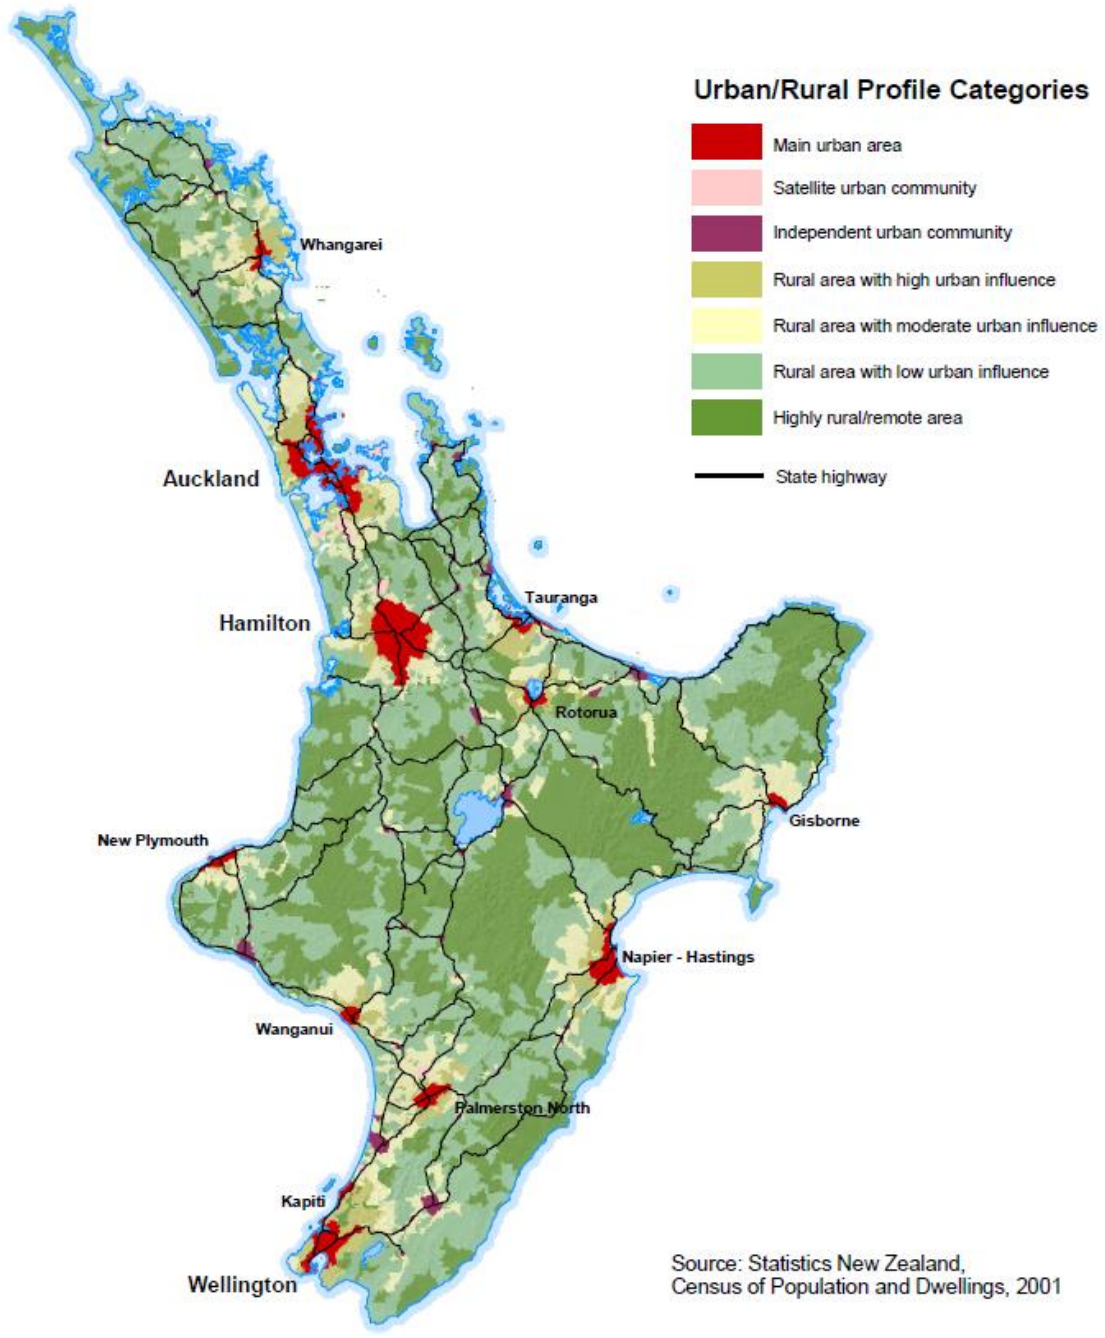 Urban/Rural Profile Categories
Main urban area
Satellite urban community
Independent urban community
Rural area with high urban influence
Rural area with moderate urban influence
Rural area with low urban influence
Highly rural/remote area
State highway
Whangarei
Auckland
Hamilton
Tauranga
Rotorua
Gisborne
New Plymouth
Napier - Hastings
Wanganui
Palmerston North
Kapiti
Wellington
Source: Statistics New Zealand,
Census of Population and Dwellings, 2001